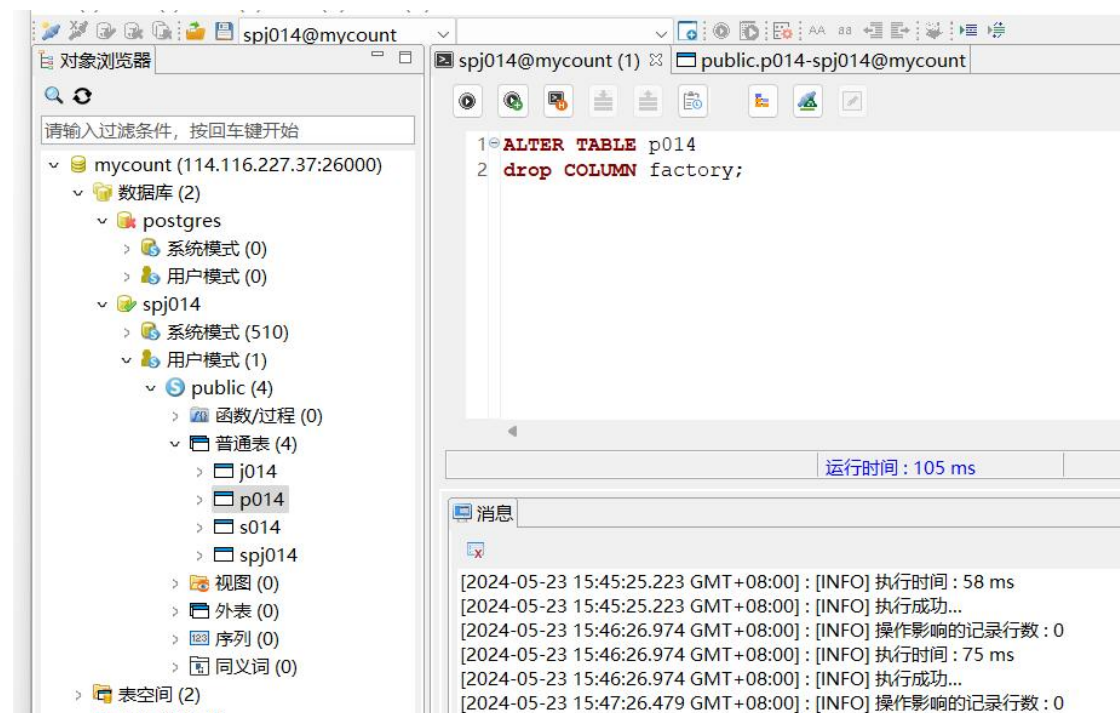 spj014@mycount
对象浏览器
spj014@mycount (1)
public.p014-spj014@mycount
请输入过滤条件，按回车键开始
mycount (114.116.227.37:26000)
数据库 (2)
postgres
系统模式 (0)
用户模式 (0)
spj014
系统模式 (510)
用户模式 (1)
public (4)
函数/过程 (0)
普通表 (4)
j014
p014
s014
spj014
视图 (0)
外表 (0)
序列 (0)
同义词 (0)
表空间 (2)
1 ALTER TABLE p014
2 drop COLUMN factory;
运行时间 : 105 ms
消息
[2024-05-23 15:45:25.223 GMT+08:00] : [INFO] 执行时间 : 58 ms
[2024-05-23 15:45:25.223 GMT+08:00] : [INFO] 执行成功...
[2024-05-23 15:46:26.974 GMT+08:00] : [INFO] 操作影响的记录行数 : 0
[2024-05-23 15:46:26.974 GMT+08:00] : [INFO] 执行时间 : 75 ms
[2024-05-23 15:46:26.974 GMT+08:00] : [INFO] 执行成功...
[2024-05-23 15:47:26.479 GMT+08:00] : [INFO] 操作影响的记录行数 : 0